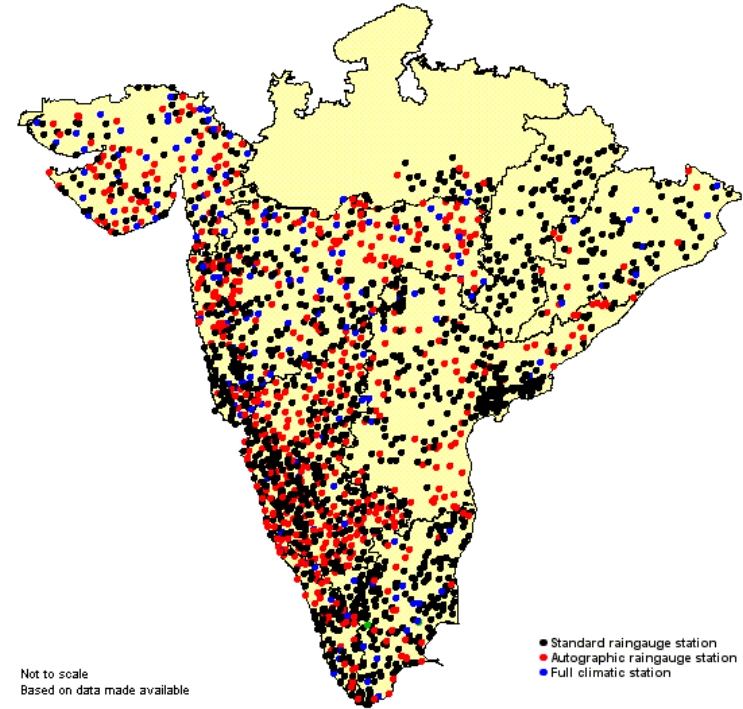 Standard raingauge station
Autographic raingauge station
Full climatic station
Not to scale
Based on data made available